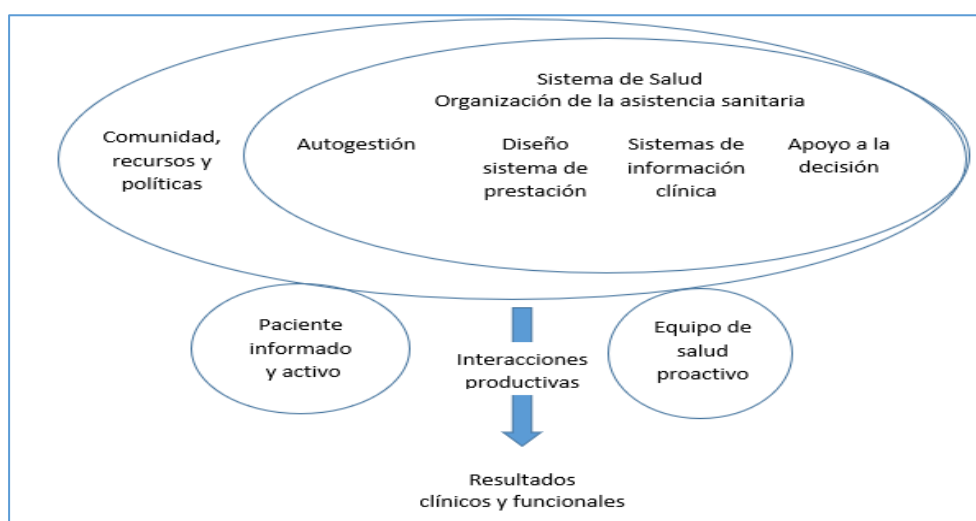 Sistema de Salud
Organización de la asistencia sanitaria
Comunidad,
recursos y
políticas
Autogestión
Diseño
sistema de
prestación
Sistemas de
información
clínica
Apoyo a la
decisión
Paciente
informado
y activo
Interacciones
productivas
Equipo de
salud
proactivo
Resultados
clínicos y funcionales